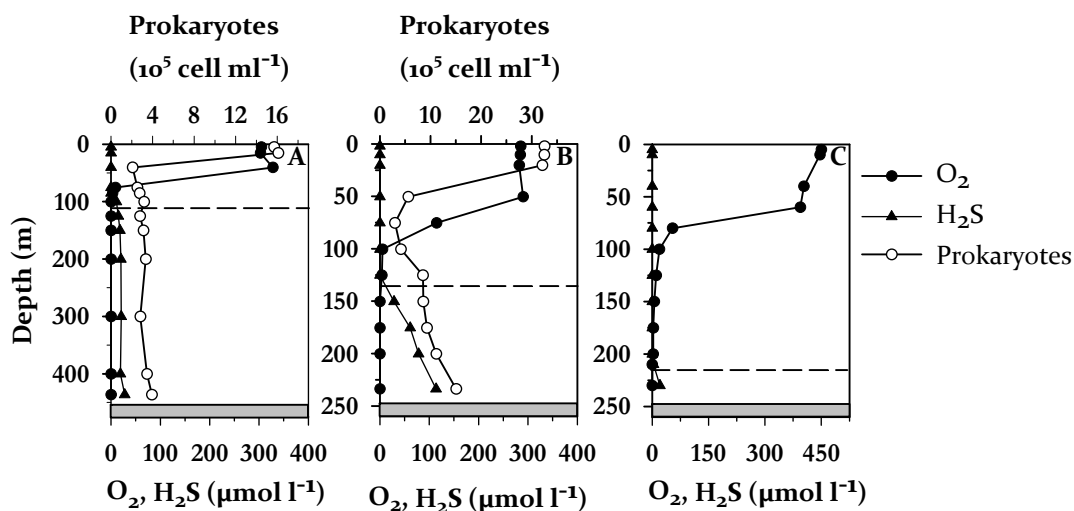 Prokaryotes
(10⁵ cell ml⁻¹)
0 4 8 12 16
Prokaryotes
(10⁵ cell ml⁻¹)
0 10 20 30
Depth (m)
0
100
200
300
400
A
0 100 200 300 400
O₂, H₂S (µmol l⁻¹)
0
50
100
150
200
250
B
0 100 200 300 400
O₂, H₂S (µmol l⁻¹)
0
50
100
150
200
250
C
0 150 300 450
O₂, H₂S (µmol l⁻¹)
O₂
H₂S
Prokaryotes